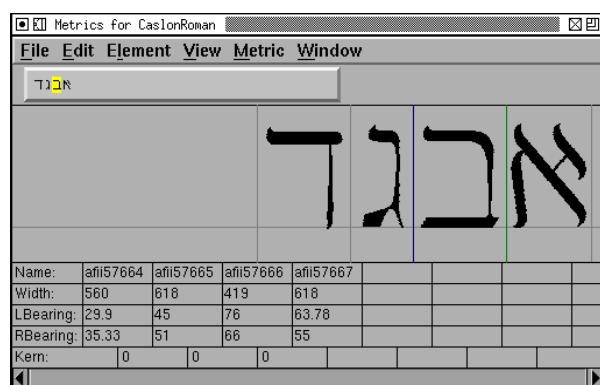 Metrics for CaslonRoman
File Edit Element View Metric Window
אבגד
אבגד
Name: afii57664 afii57665 afii57666 afii57667
Width: 560 618 419 618
LBearing: 29.9 45 76 63.78
RBearing: 35.33 51 66 55
Kern: 0 0 0